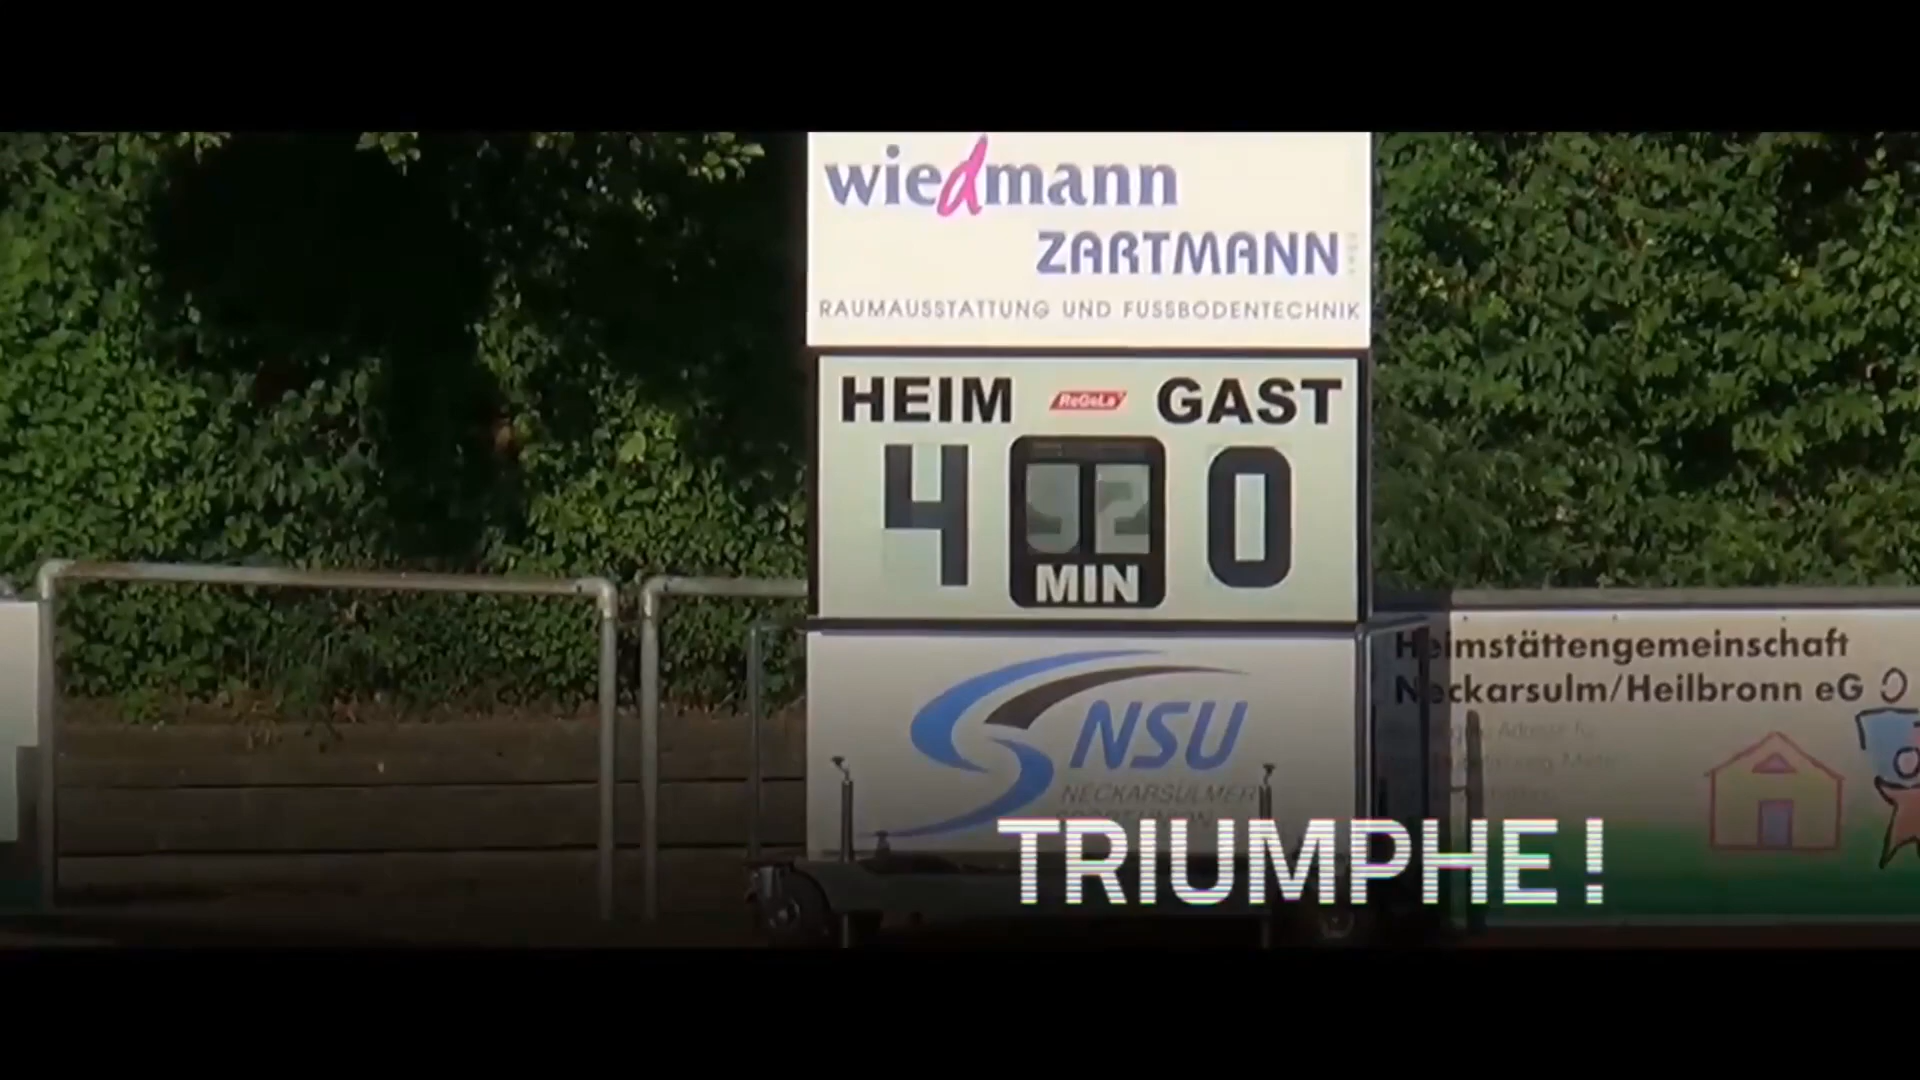 wiedmann
ZARTMANN
RAUMAUSSTATTUNG UND FUSSBODENTECHNIK
HEIM ReGeLa GAST
4 92 0
MIN
NSU
NECKARSULMER
Heimstättengemeinschaft
Neckarsulm/Heilbronn eG
TRIUMPHE!